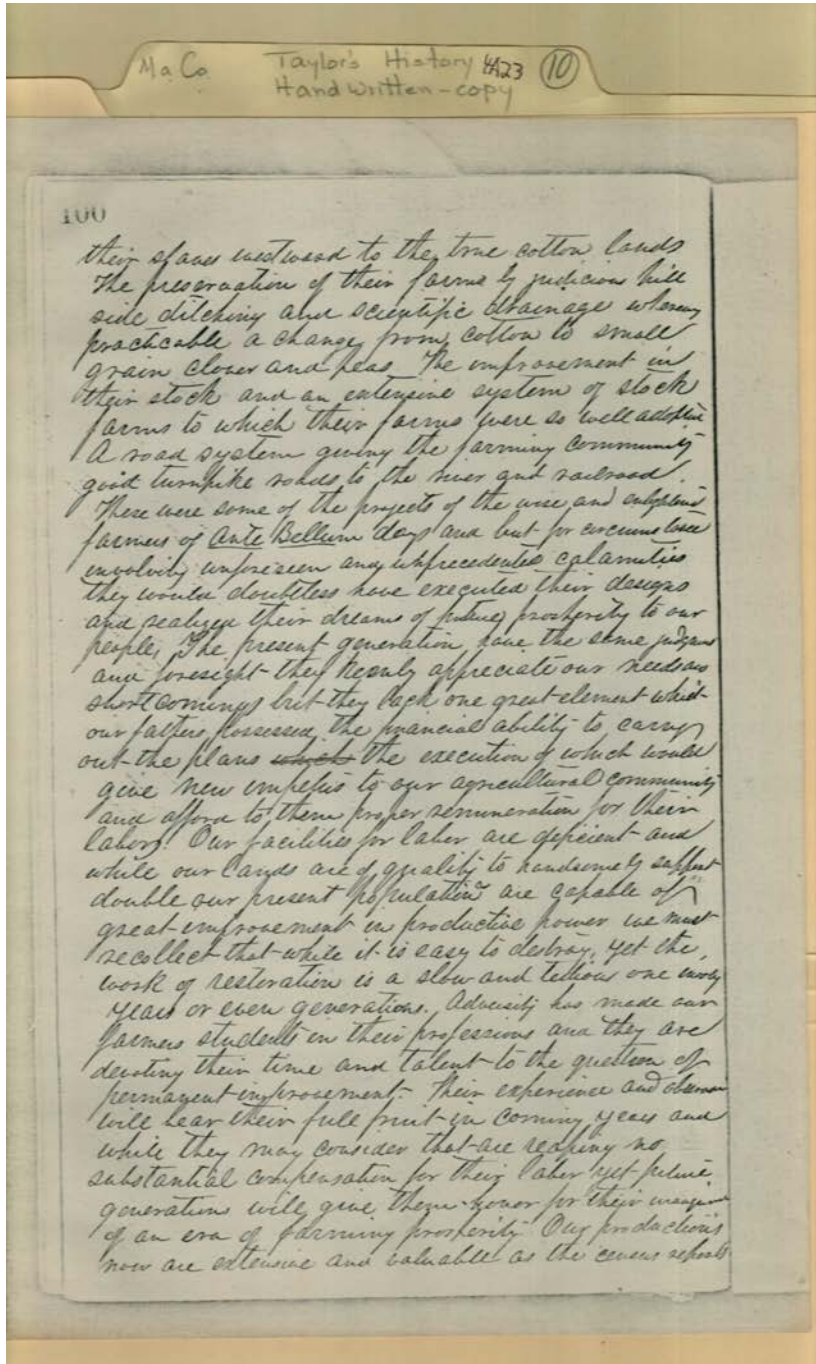 Ma Co. Taylor's History 4A23 10
Hand written - copy
100
their slaves westward to the true cotton lands
The preservation of their farms by judicious hill
side ditching and scientific drainage whenever
practicable a change from cotton to small
grain clover and peas. The improvement in
their stock and an extensive system of stock
farms to which their farms were so well adapted
A road system giving the farming community
good turnpike roads to the river and railroad.
These were some of the projects of the wise and enlightened
farmers of Ante Bellum days and but for circumstances
involving unforeseen and unprecedented calamities
they would doubtless have executed their designs
and realized their dreams of future prosperity to our
people, The present generation have the same judgment
and foresight they keenly appreciate our needs and
shortcomings but they lack one great element which
our fathers possessed, the financial ability to carry
out the plans which the execution of which would
give new impetus to our agricultural community
and afford to them proper remuneration for their
labors. Our facilities for labor are deficient and
while our lands are of quality to handsomely support
double our present population are capable of
great improvement in productive power we must
recollect that while it is easy to destroy, yet the
work of restoration is a slow and tedious one
years or even generations. Adversity has made our
farmers students in their professions and they are
devoting their time and talent to the question of
permanent improvement. Their experience and observation
will bear their full fruit in coming years and
while they may consider that are reaping no
substantial compensation for their labor yet future
generations will give them honor for their
of an era of farming prosperity. Our productions
now are extensive and valuable as the census reports